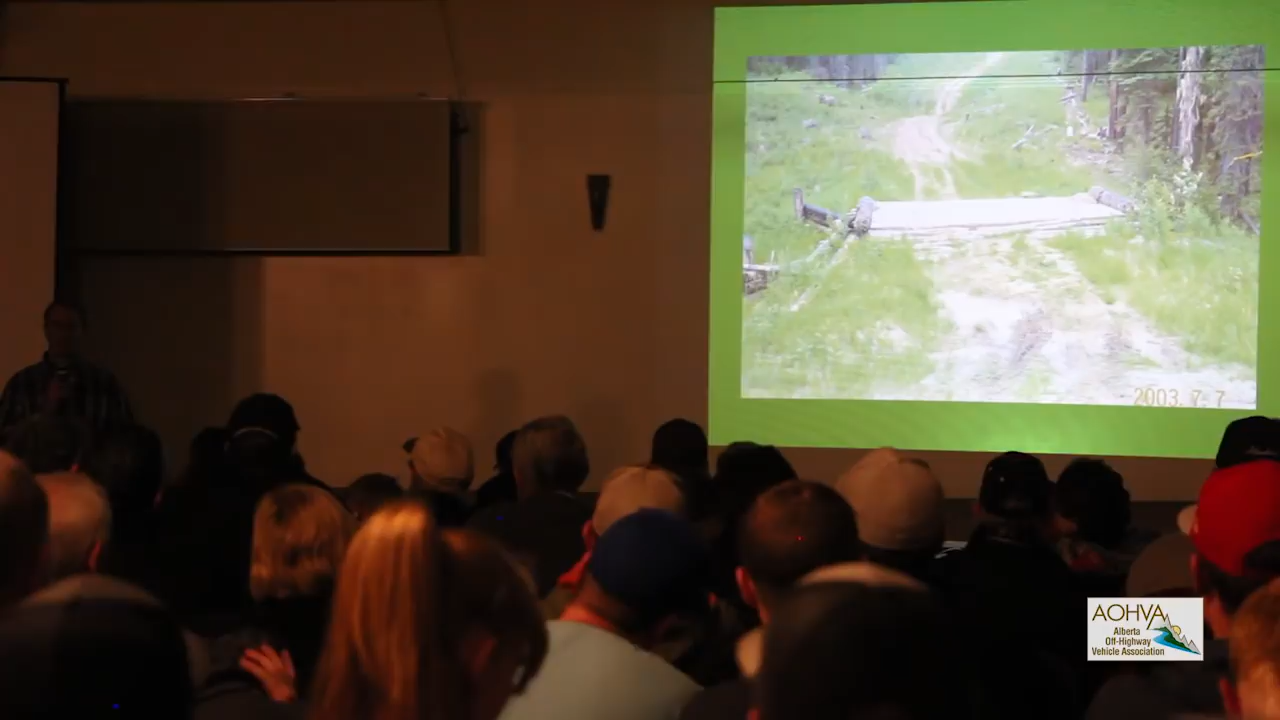 2003. 7. 7
AOHVA
Alberta
Off-Highway
Vehicle Association